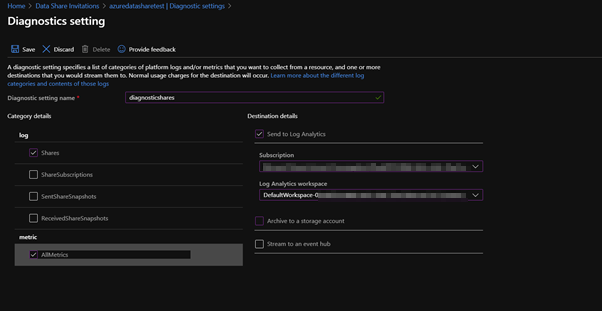 Home > Data Share Invitations > azuredatasharetest | Diagnostic settings >
Diagnostics setting
Save Discard Delete Provide feedback
A diagnostic setting specifies a list of categories of platform logs and/or metrics that you want to collect from a resource, and one or more
destinations that you would stream them to. Normal usage charges for the destination will occur. Learn more about the different log
categories and contents of those logs
Diagnostic setting name * diagnosticshares
Category details
Destination details
log
Send to Log Analytics
Shares
Subscription
ShareSubscriptions
Log Analytics workspace
SentShareSnapshots
DefaultWorkspace-0
ReceivedShareSnapshots
Archive to a storage account
metric
Stream to an event hub
AllMetrics